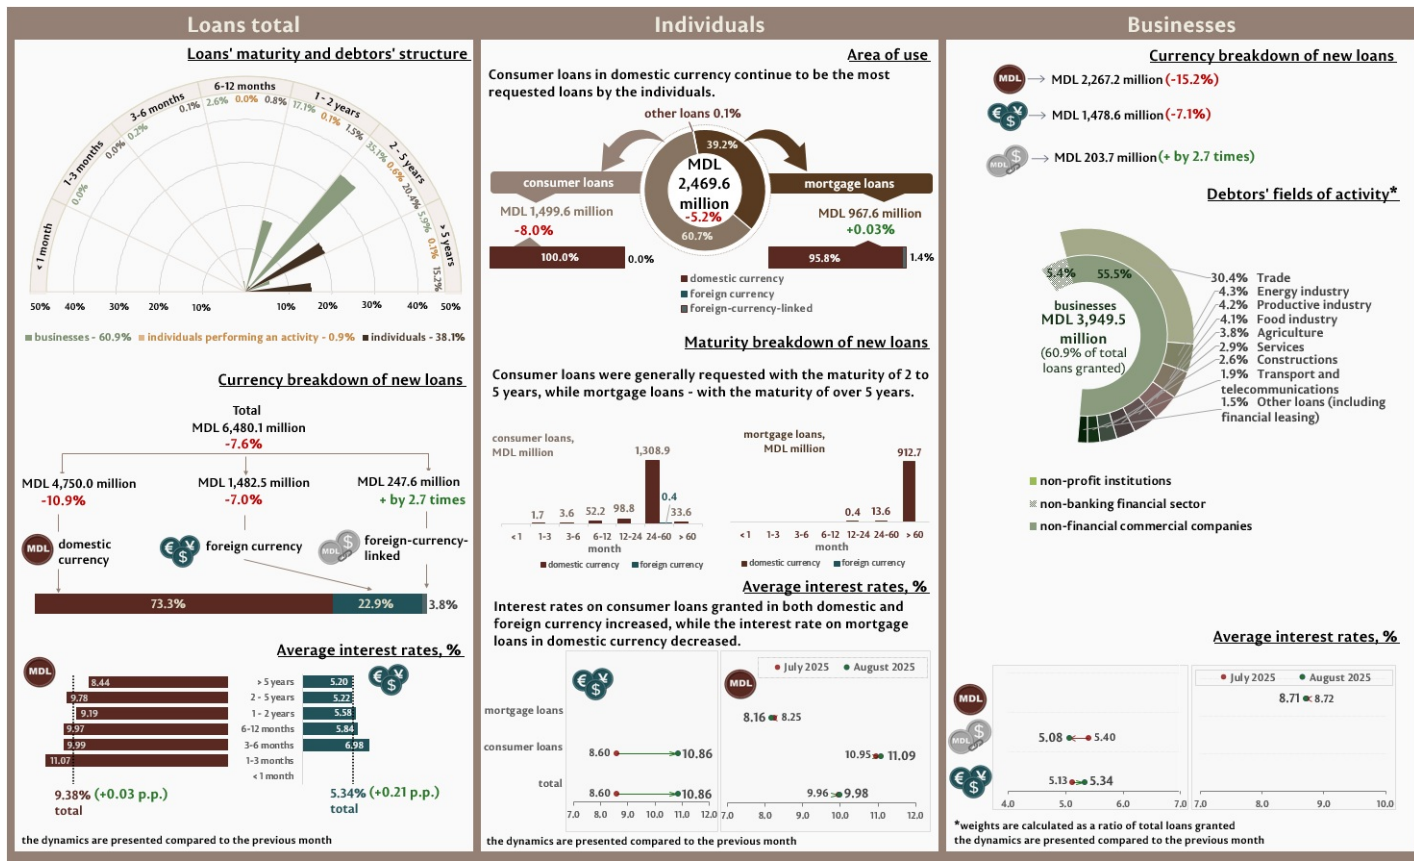 Loans total
Loans' maturity and debtors' structure
< 1 month
1-3 months
3-6 months
6-12 months
1 - 2 years
2 - 5 years
> 5 years
0.0%
0.0%
0.2%
0.1%
2.6%
0.0%
0.8%
17.1%
0.1%
1.5%
35.1%
0.6%
20.4%
5.9%
0.1%
15.2%
50% 40% 30% 20% 10% 10% 20% 30% 40% 50%
businesses - 60.9% individuals performing an activity - 0.9% individuals - 38.1%
Currency breakdown of new loans
Total
MDL 6,480.1 million
-7.6%
MDL 4,750.0 million MDL 1,482.5 million MDL 247.6 million
-10.9% -7.0% + by 2.7 times
MDL domestic currency
€ ¥ $ foreign currency
MDL $ foreign-currency-linked
73.3% 22.9% 3.8%
Average interest rates, %
MDL
€ ¥ $
8.44 > 5 years 5.20
9.78 2 - 5 years 5.22
9.19 1 - 2 years 5.58
9.97 6-12 months 5.84
9.99 3-6 months 6.98
11.07 1-3 months
< 1 month
9.38% (+0.03 p.p.)
total
5.34% (+0.21 p.p.)
total
the dynamics are presented compared to the previous month
Individuals
Area of use
Consumer loans in domestic currency continue to be the most
requested loans by the individuals.
other loans 0.1%
39.2%
MDL
2,469.6
million
-5.2%
60.7%
consumer loans
MDL 1,499.6 million
-8.0%
100.0% 0.0%
mortgage loans
MDL 967.6 million
+0.03%
95.8% 1.4%
domestic currency
foreign currency
foreign-currency-linked
Maturity breakdown of new loans
Consumer loans were generally requested with the maturity of 2 to
5 years, while mortgage loans - with the maturity of over 5 years.
consumer loans,
MDL million
1.7 3.6 52.2 98.8 1,308.9 0.4 33.6
< 1 1-3 3-6 6-12 12-24 24-60 > 60
month
domestic currency foreign currency
mortgage loans,
MDL million
0.4 13.6 912.7
< 1 1-3 3-6 6-12 12-24 24-60 > 60
month
domestic currency foreign currency
Average interest rates, %
Interest rates on consumer loans granted in both domestic and
foreign currency increased, while the interest rate on mortgage
loans in domestic currency decreased.
€ ¥ $
MDL
July 2025 August 2025
mortgage loans 8.16 8.25
consumer loans 8.60 10.86 10.95 11.09
total 8.60 10.86 9.96 9.98
7.0 8.0 9.0 10.0 11.0 12.0
7.0 8.0 9.0 10.0 11.0 12.0
the dynamics are presented compared to the previous month
Businesses
Currency breakdown of new loans
MDL MDL 2,267.2 million (-15.2%)
€ ¥ $ MDL 1,478.6 million (-7.1%)
MDL $ MDL 203.7 million (+ by 2.7 times)
Debtors' fields of activity*
5.4% 55.5%
businesses
MDL 3,949.5
million
(60.9% of total
loans granted)
30.4% Trade
4.3% Energy industry
4.2% Productive industry
4.1% Food industry
3.8% Agriculture
2.9% Services
2.6% Constructions
1.9% Transport and
telecommunications
1.5% Other loans (including
financial leasing)
non-profit institutions
non-banking financial sector
non-financial commercial companies
Average interest rates, %
July 2025 August 2025
MDL 8.71 8.72
MDL $ 5.08 5.40
€ ¥ $ 5.13 5.34
4.0 5.0 6.0 7.0
7.0 8.0 9.0 10.0
*weights are calculated as a ratio of total loans granted
the dynamics are presented compared to the previous month